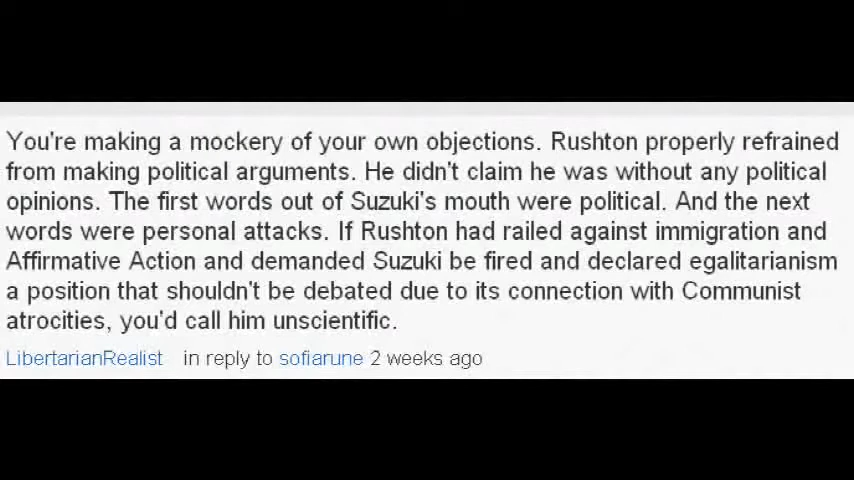 You're making a mockery of your own objections. Rushton properly refrained
from making political arguments. He didn't claim he was without any political
opinions. The first words out of Suzuki's mouth were political. And the next
words were personal attacks. If Rushton had railed against immigration and
Affirmative Action and demanded Suzuki be fired and declared egalitarianism
a position that shouldn't be debated due to its connection with Communist
atrocities, you'd call him unscientific.
LibertarianRealist in reply to sofiarune 2 weeks ago